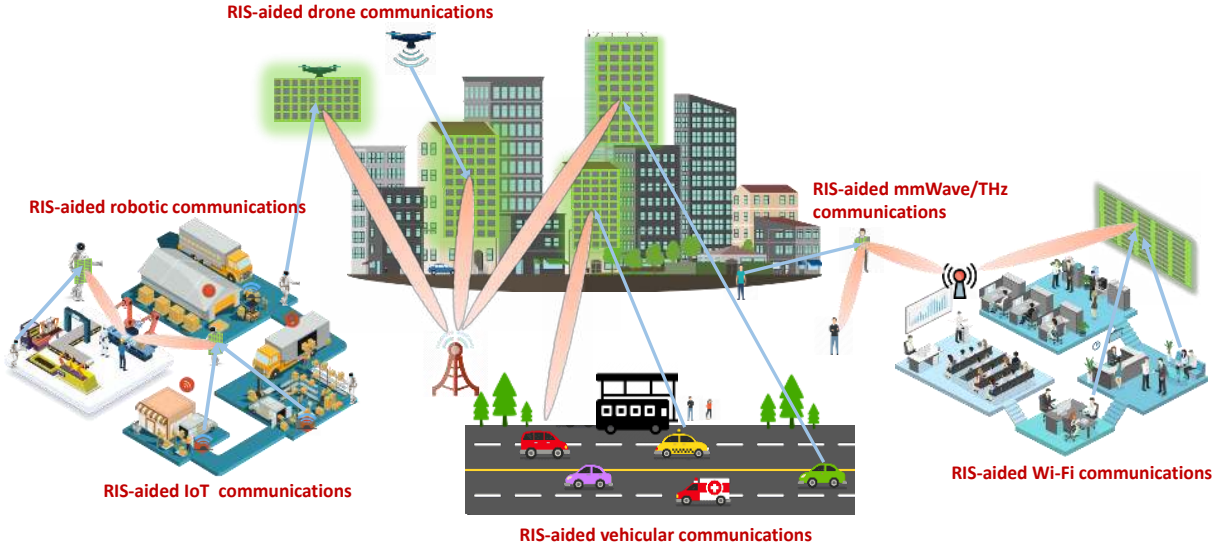 RIS-aided drone communications
RIS-aided mmWave/THz
communications
RIS-aided robotic communications
RIS-aided Wi-Fi communications
RIS-aided IoT  communications
RIS-aided vehicular communications